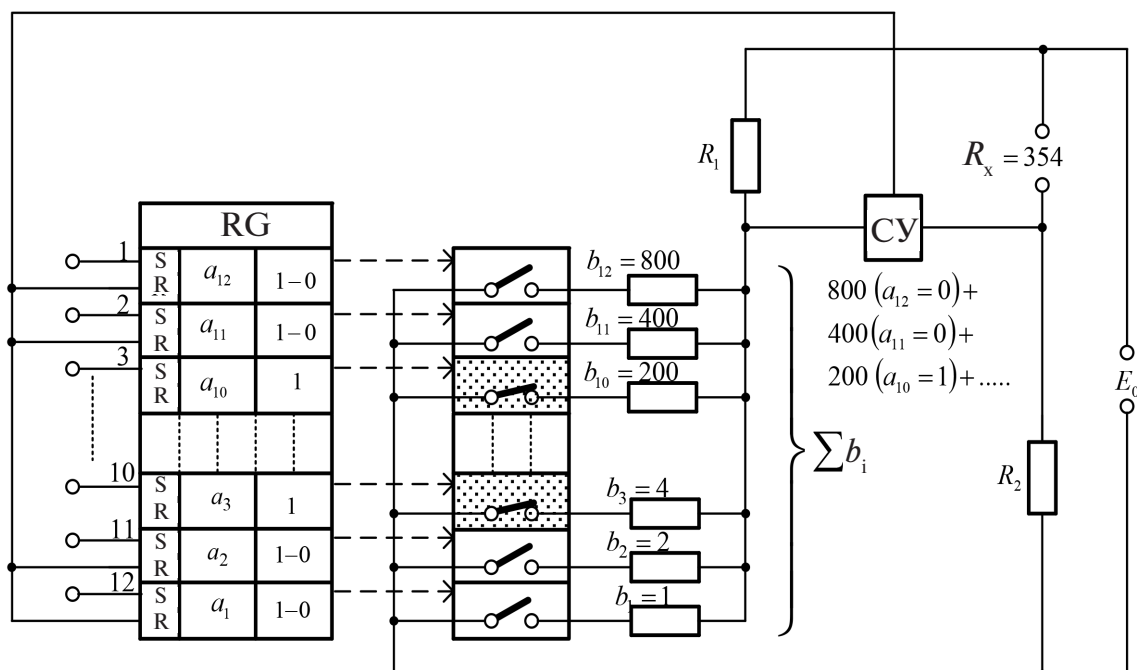 RG
1
S
R
a₁₂
1–0
2
S
R
a₁₁
1–0
3
S
R
a₁₀
1
10
S
R
a₃
1
11
S
R
a₂
1–0
12
S
R
a₁
1–0
b₁₂ = 800
b₁₁ = 400
b₁₀ = 200
b₃ = 4
b₂ = 2
b₁ = 1
R₁
СУ
Rₓ = 354
800 (a₁₂ = 0) +
400 (a₁₁ = 0) +
200 (a₁₀ = 1) + .....
∑bᵢ
R₂
E₀